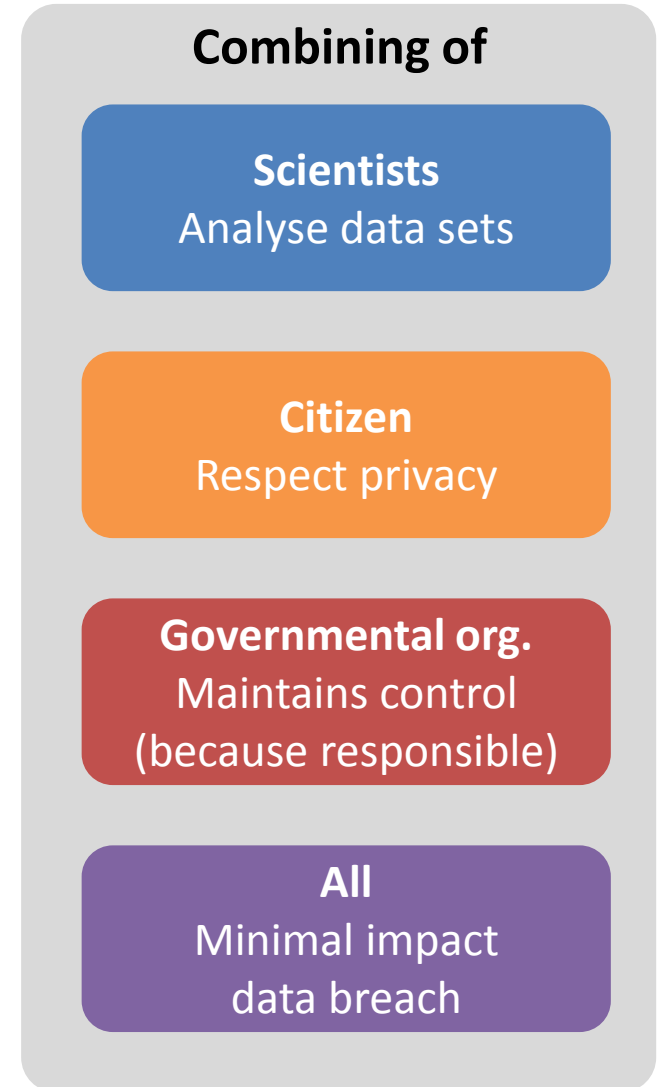 Combining of
Scientists
Analyse data sets
Citizen
Respect privacy
Governmental org.
Maintains control
(because responsible)
All
Minimal impact
data breach